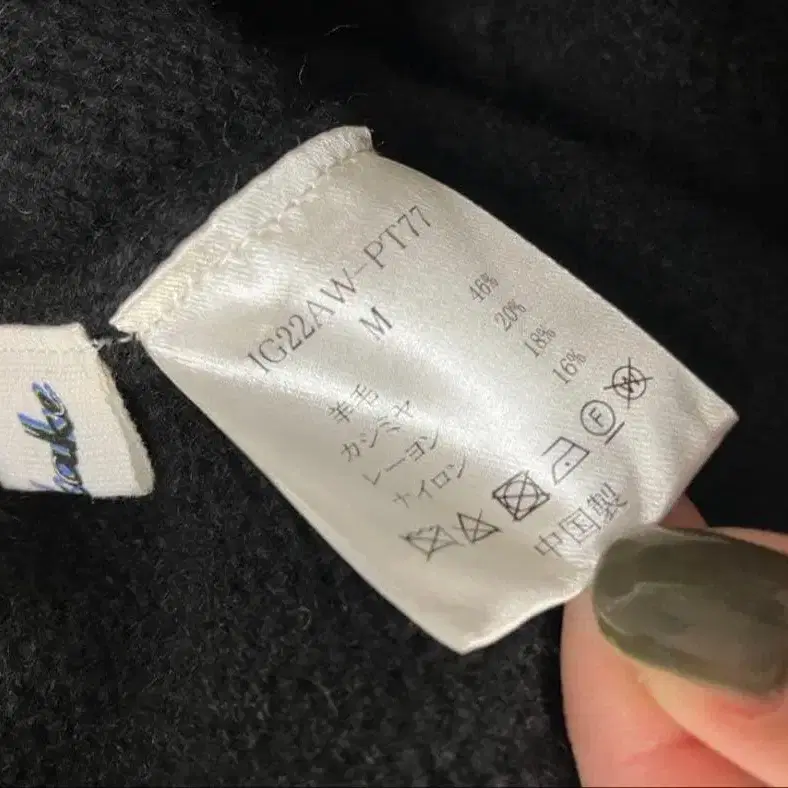 IG22AW-PT77
M
羊毛 46%
カシミヤ 20%
レーヨン 18%
ナイロン 16%
F W
中国製